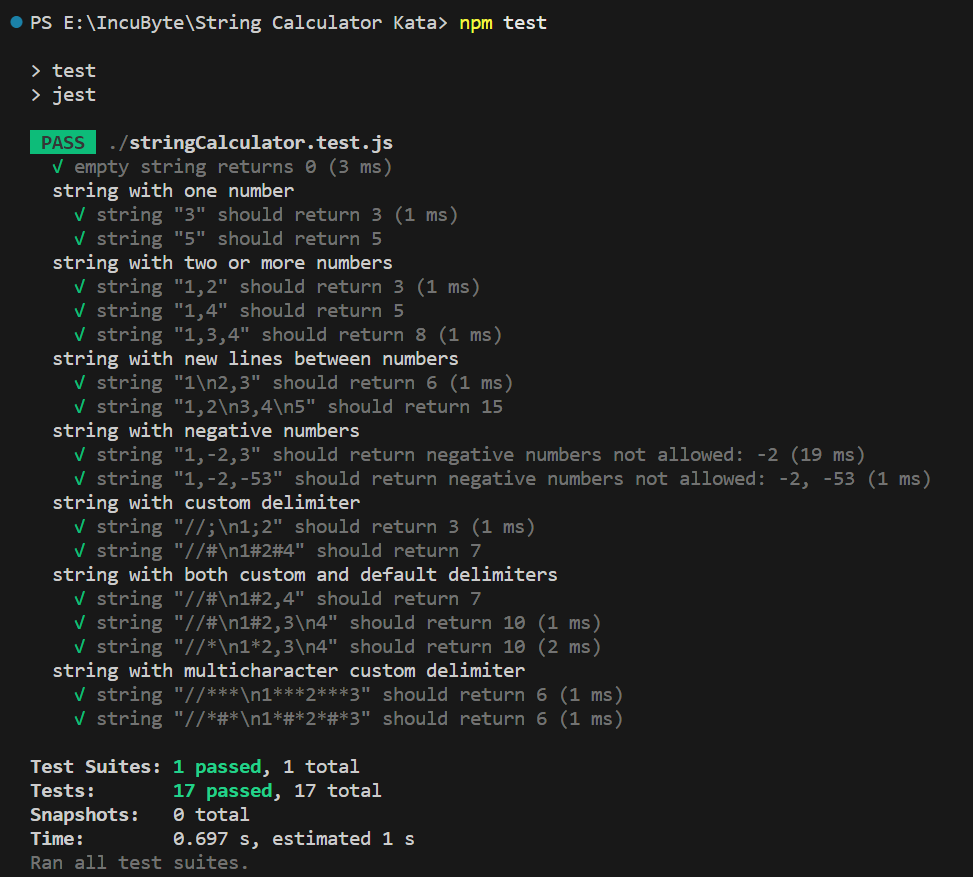 PS E:\IncuByte\String Calculator Kata> npm test
> test
> jest
PASS ./stringCalculator.test.js
√ empty string returns 0 (3 ms)
string with one number
√ string "3" should return 3 (1 ms)
√ string "5" should return 5
string with two or more numbers
√ string "1,2" should return 3 (1 ms)
√ string "1,4" should return 5
√ string "1,3,4" should return 8 (1 ms)
string with new lines between numbers
√ string "1\n2,3" should return 6 (1 ms)
√ string "1,2\n3,4\n5" should return 15
string with negative numbers
√ string "1,-2,3" should return negative numbers not allowed: -2 (19 ms)
√ string "1,-2,-53" should return negative numbers not allowed: -2, -53 (1 ms)
string with custom delimiter
√ string "//;\n1;2" should return 3 (1 ms)
√ string "//#\n1#2#4" should return 7
string with both custom and default delimiters
√ string "//#\n1#2,4" should return 7
√ string "//#\n1#2,3\n4" should return 10 (1 ms)
√ string "//*\n1*2,3\n4" should return 10 (2 ms)
string with multicharacter custom delimiter
√ string "//***\n1***2***3" should return 6 (1 ms)
√ string "//*#*\n1*#*2*#*3" should return 6 (1 ms)
Test Suites: 1 passed, 1 total
Tests: 17 passed, 17 total
Snapshots: 0 total
Time: 0.697 s, estimated 1 s
Ran all test suites.